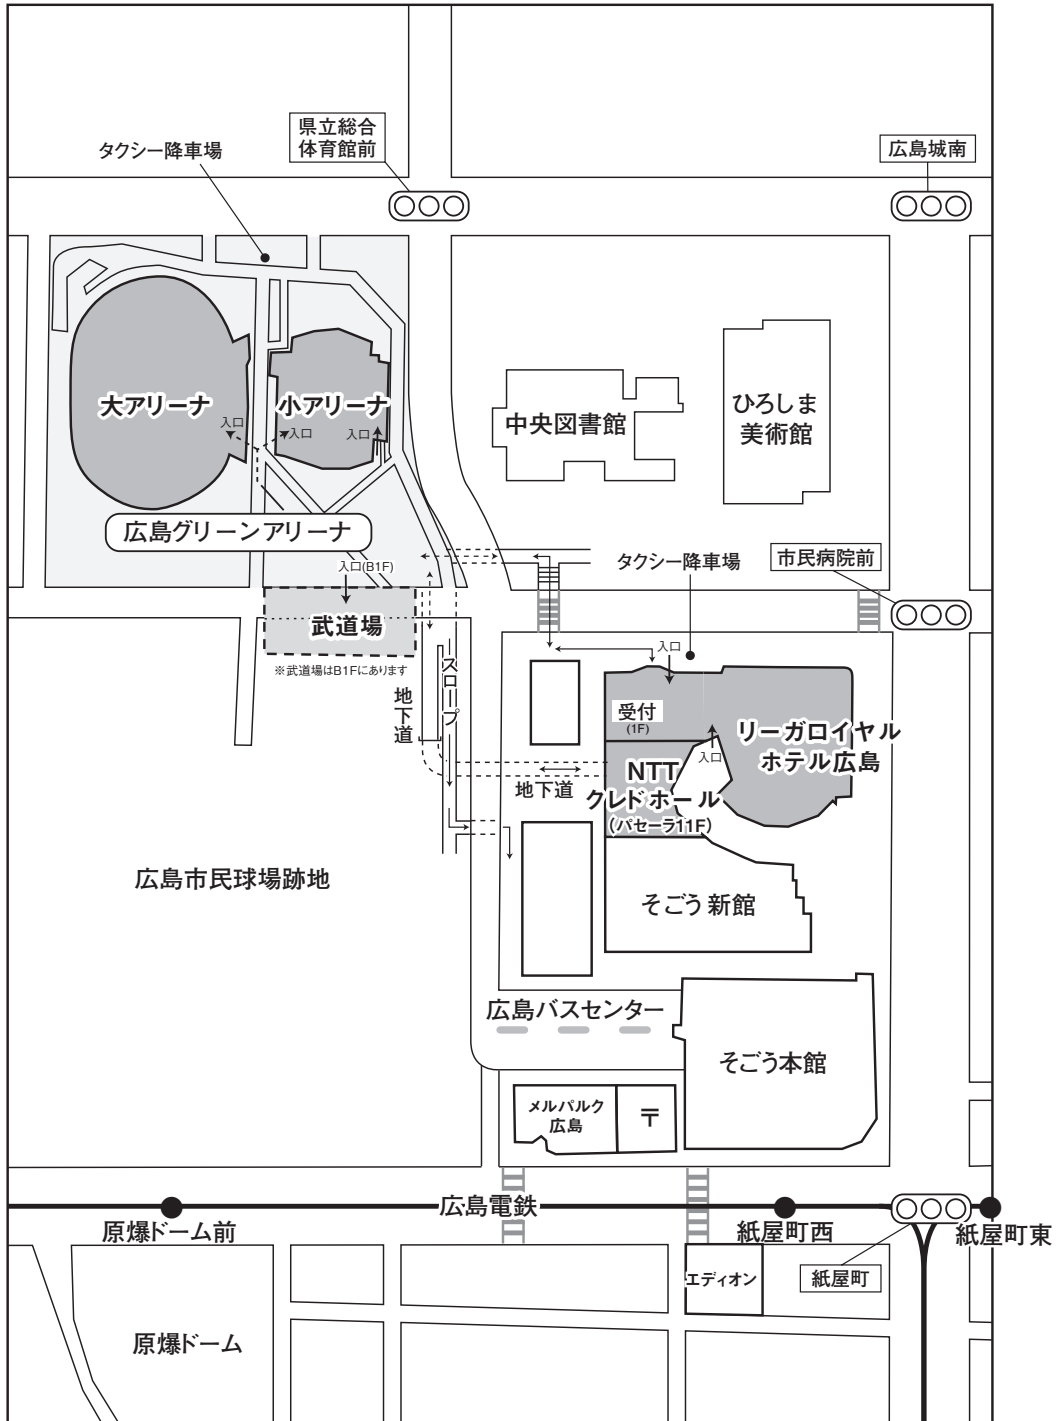 県立総合
体育館前
タクシー降車場
広島城南
大アリーナ
小アリーナ
入口
入口
入口
中央図書館
ひろしま
美術館
広島グリーンアリーナ
入口(B1F)
武道場
※武道場はB1Fにあります
タクシー降車場
市民病院前
スロープ
地下道
入口
受付
(1F)
リーガロイヤル
ホテル広島
入口
地下道
NTT
クレドホール
(パセーラ11F)
広島市民球場跡地
そごう新館
広島バスセンター
そごう本館
メルパルク
広島
〒
広島電鉄
原爆ドーム前
紙屋町西
紙屋町東
エディオン
紙屋町
原爆ドーム